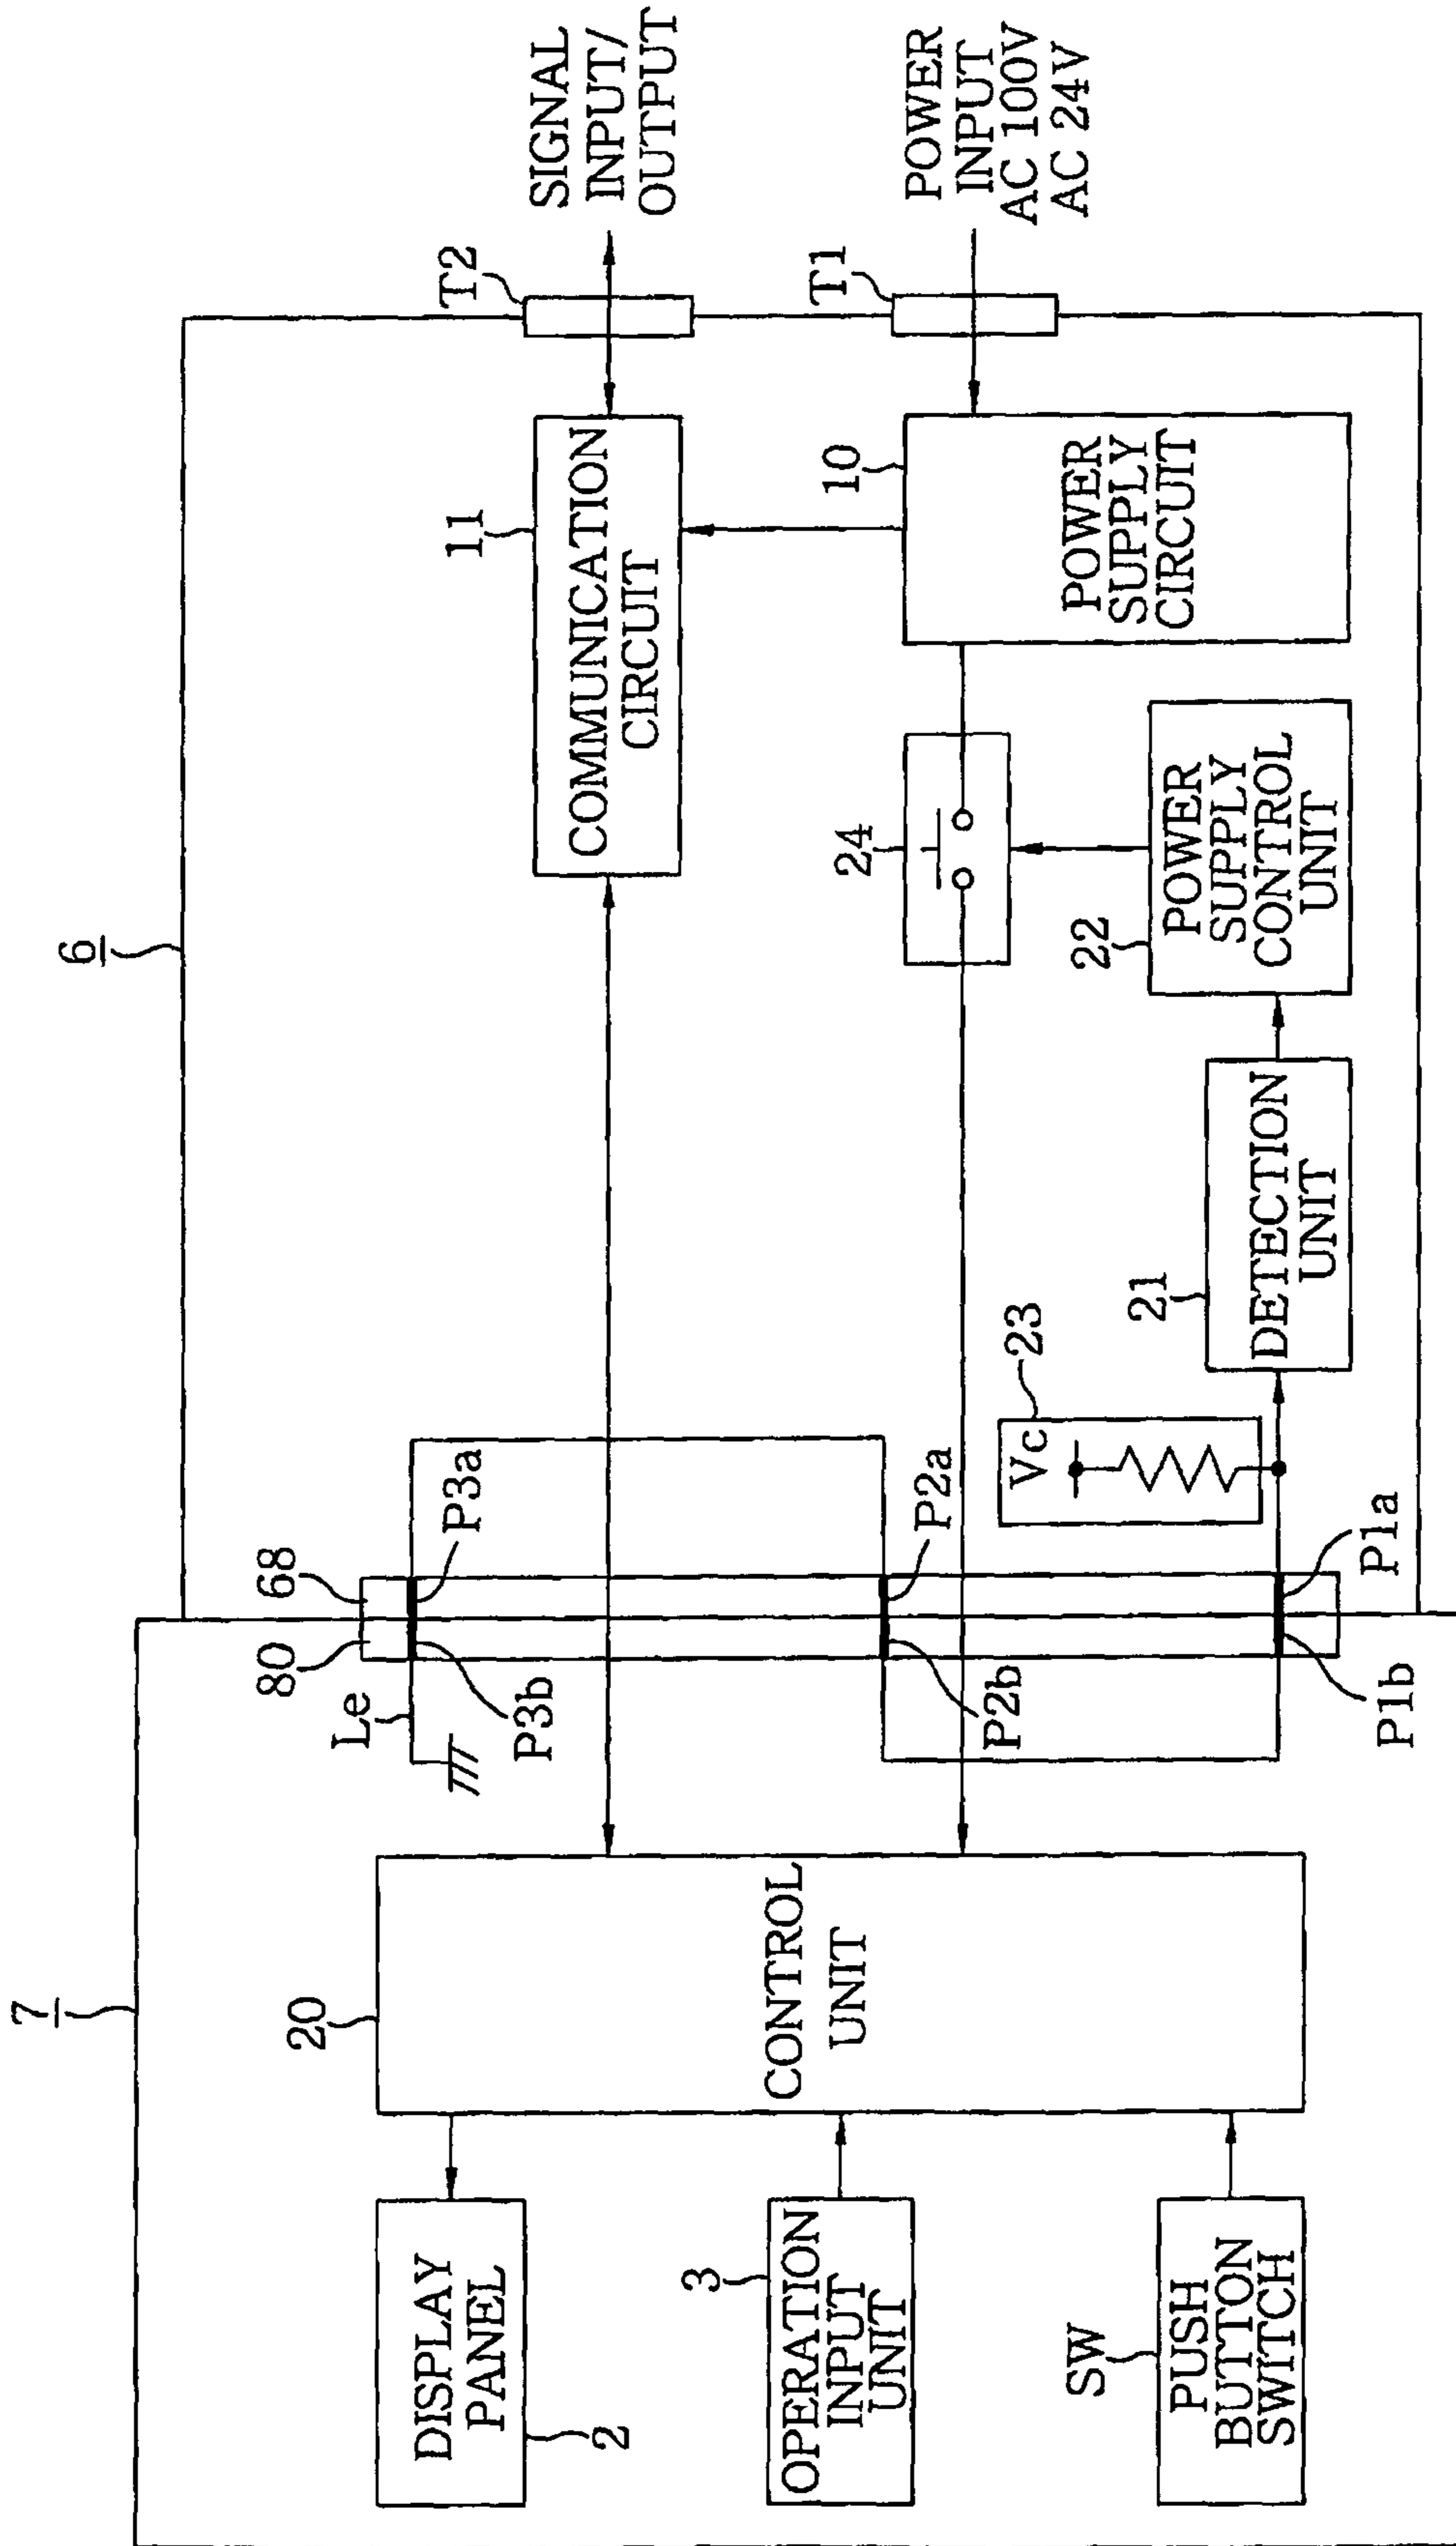 7
6
DISPLAY
PANEL
2
OPERATION
INPUT
UNIT
3
PUSH
BUTTON
SWITCH
SW
20
CONTROL
UNIT
Le
80
68
P3b
P3a
P2b
P2a
P1b
P1a
23
Vc
21
DETECTION
UNIT
22
POWER
SUPPLY
CONTROL
UNIT
24
11
COMMUNICATION
CIRCUIT
10
POWER
SUPPLY
CIRCUIT
T2
T1
SIGNAL
INPUT/
OUTPUT
POWER
INPUT
AC 100V
AC 24V